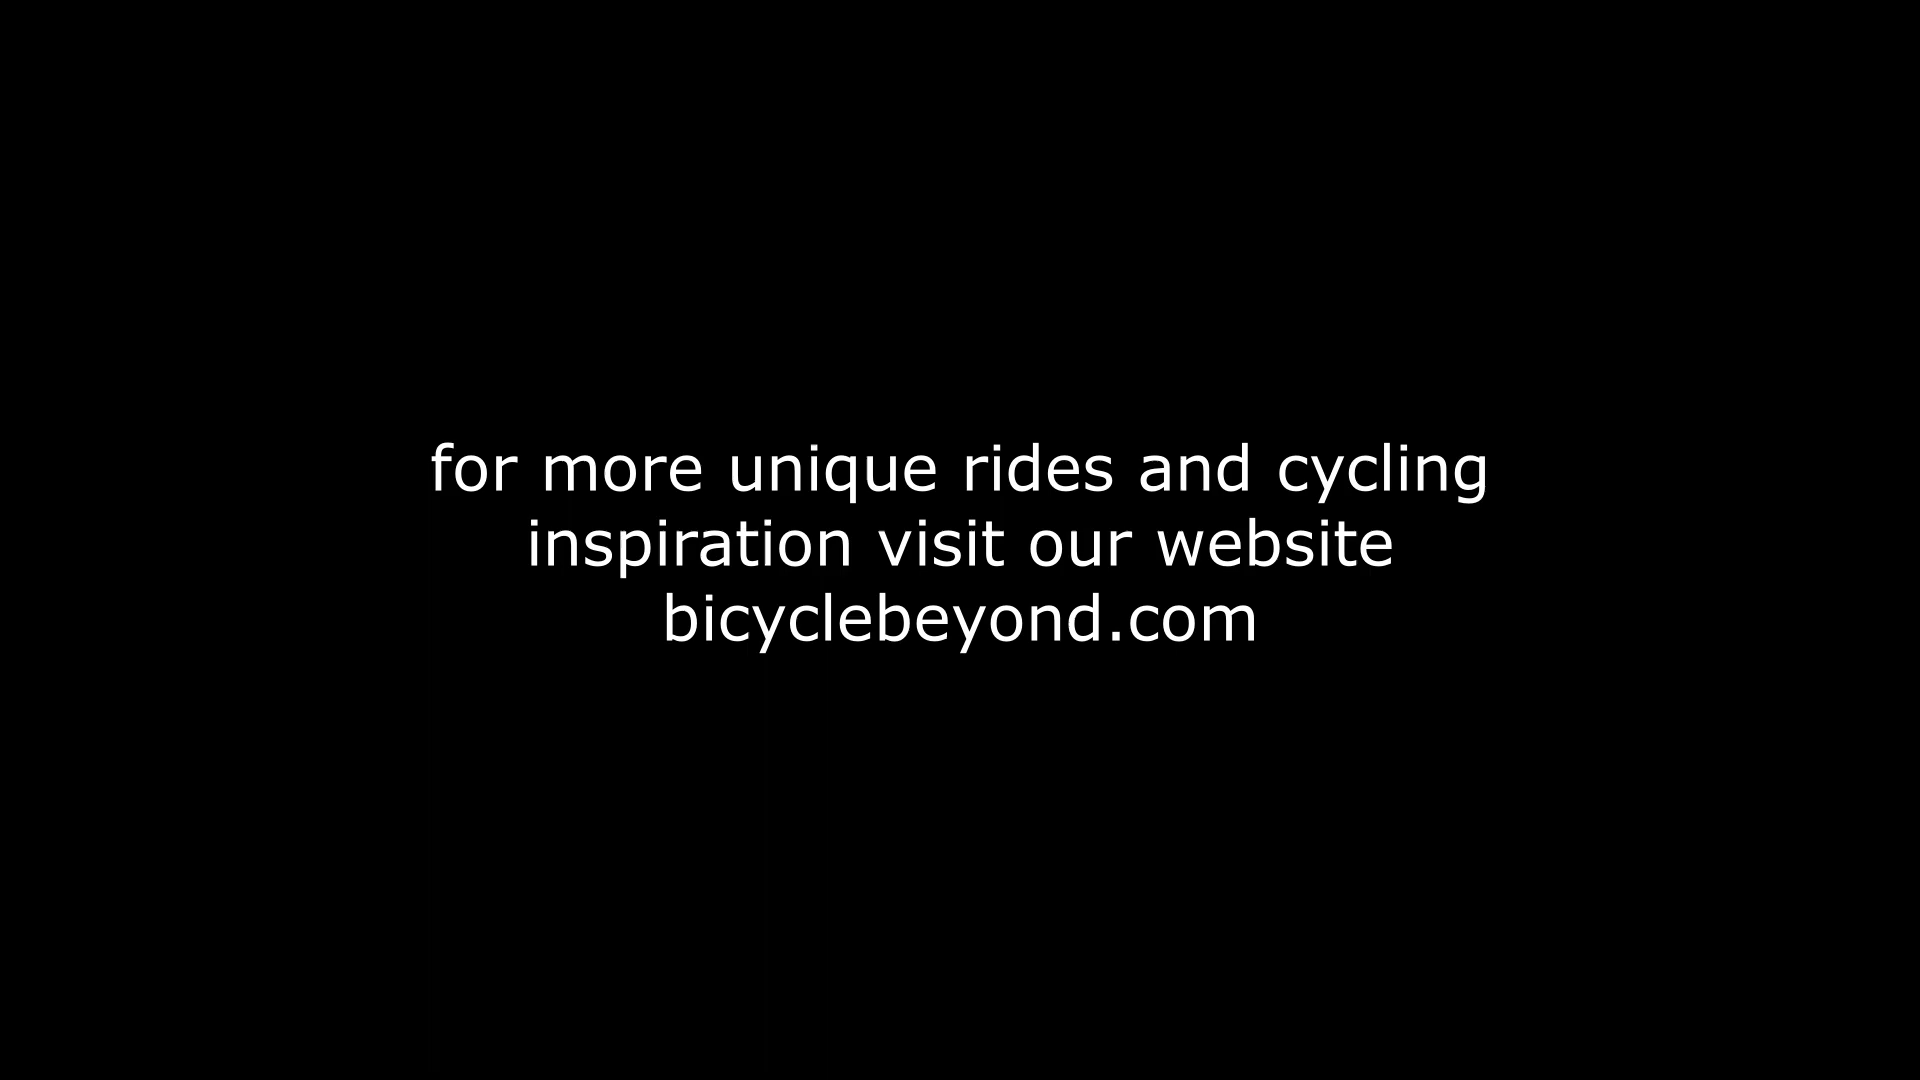 for more unique rides and cycling
inspiration visit our website
bicyclebeyond.com